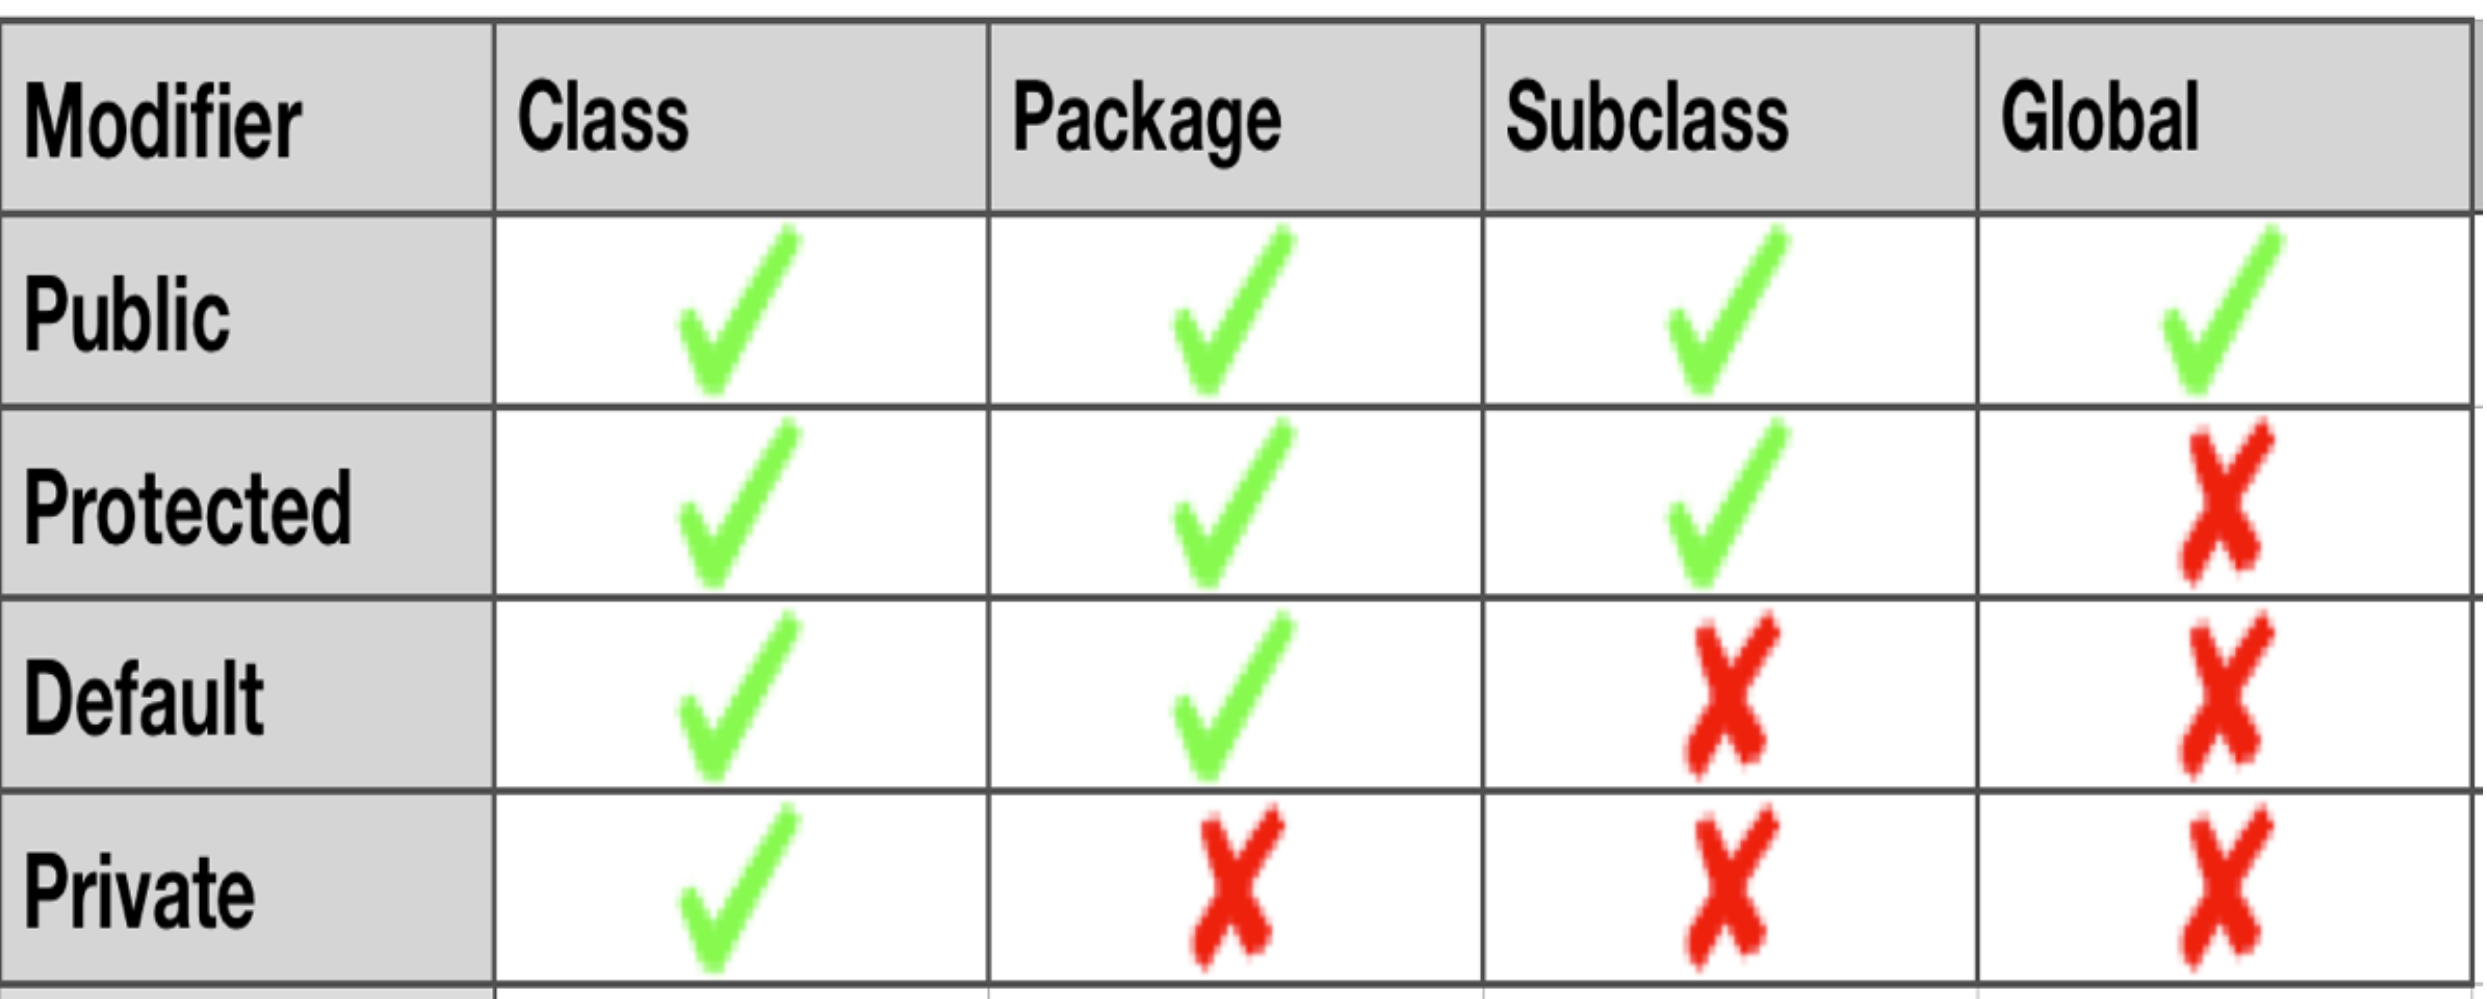 Modifier Class Package Subclass Global
Public
Protected
Default
Private